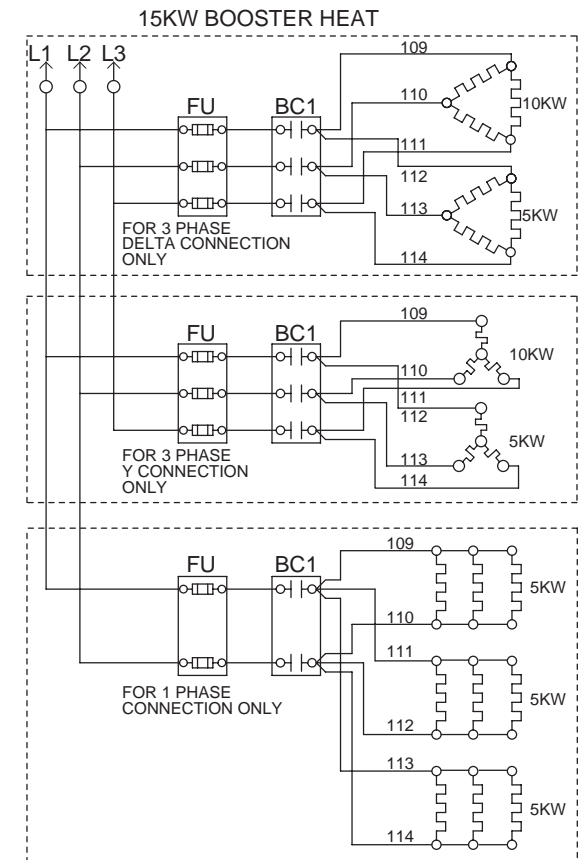 15KW BOOSTER HEAT
L1 L2 L3
109
FU BC1
110
10KW
111
112
113
5KW
FOR 3 PHASE
DELTA CONNECTION
ONLY
114
109
FU BC1
10KW
110
111
112
5KW
FOR 3 PHASE
Y CONNECTION
ONLY
113
114
109
FU BC1
5KW
110
111
FOR 1 PHASE
CONNECTION ONLY
5KW
112
113
5KW
114